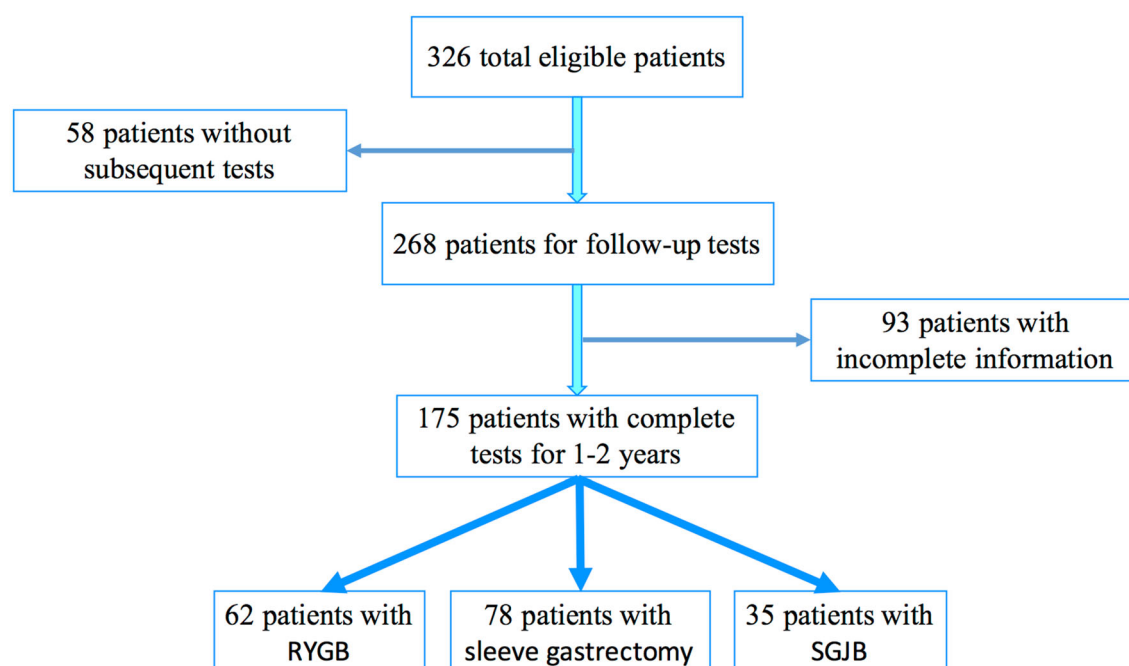 326 total eligible patients
58 patients without
subsequent tests
268 patients for follow-up tests
93 patients with
incomplete information
175 patients with complete
tests for 1-2 years
62 patients with
RYGB
78 patients with
sleeve gastrectomy
35 patients with
SGJB